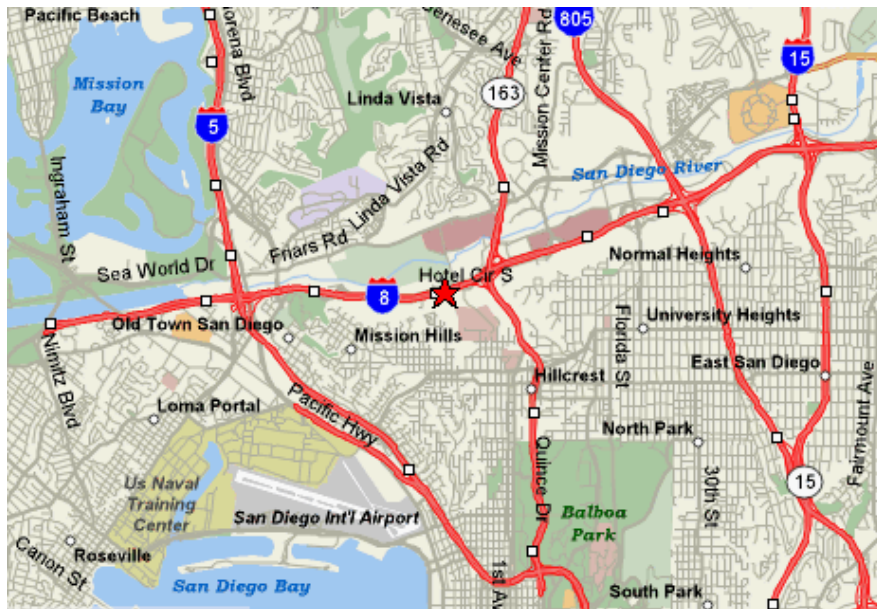 Pacific Beach
Morena Blvd
Genesee Ave
Mission Center Rd
805
15
Mission
Bay
Linda Vista
163
5
Ingraham St
Linda Vista Rd
San Diego River
Friars Rd
Sea World Dr
Normal Heights
Hotel Cir S
8
Old Town San Diego
Mission Hills
University Heights
Florida St
Nimitz Blvd
East San Diego
Hillcrest
Pacific Hwy
Loma Portal
North Park
Fairmount Ave
Quince Dr
30th St
15
Us Naval
Training
Center
San Diego Int'l Airport
Balboa
Park
Roseville
Canon St
San Diego Bay
1st Av
South Park